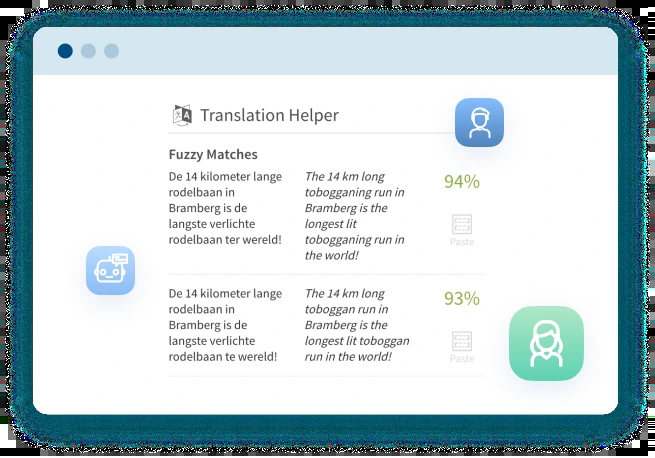 Translation Helper
Fuzzy Matches
De 14 kilometer lange
rodelbaan in
Bramberg is de
langste verlichte
rodelbaan ter wereld!
The 14 km long
tobogganing run in
Bramberg is the
longest lit
tobogganing run in
the world!
94%
Paste
De 14 kilometer lange
rodelbaan in
Bramberg is de
langste verlichte
rodelbaan te wereld!
The 14 km long
toboggan run in
Bramberg is the
longest lit toboggan
run in the world!
93%
Paste